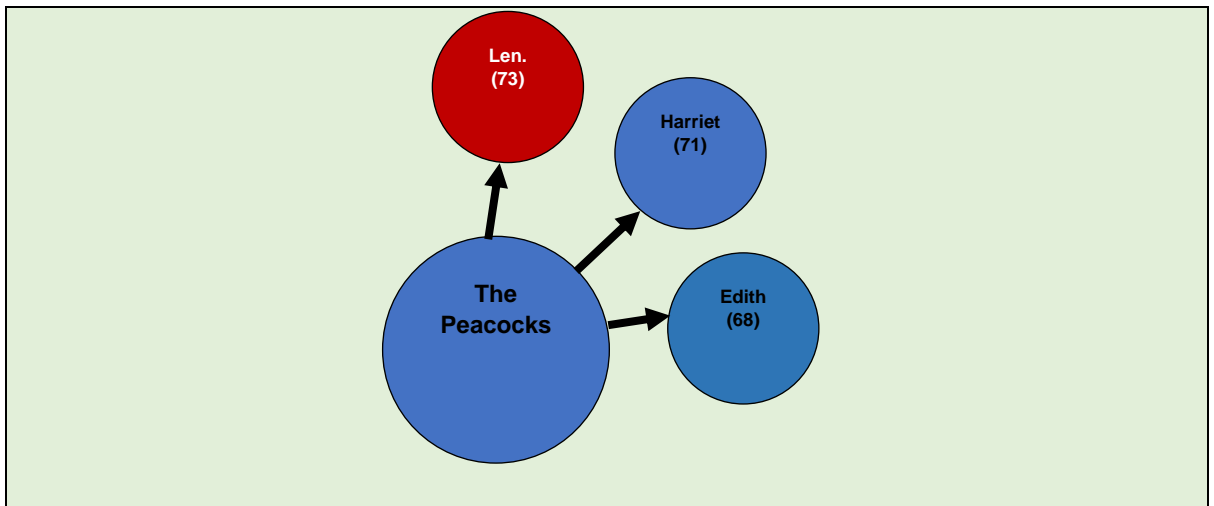 Len.
(73)
Harriet
(71)
Edith
(68)
The
Peacocks